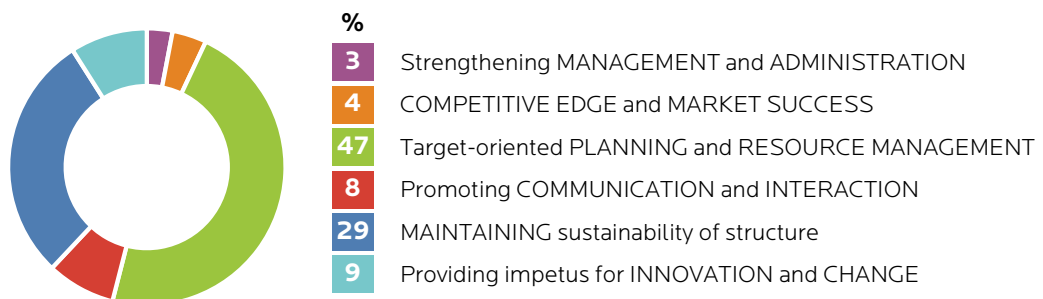 %
3 Strengthening MANAGEMENT and ADMINISTRATION
4 COMPETITIVE EDGE and MARKET SUCCESS
47 Target-oriented PLANNING and RESOURCE MANAGEMENT
8 Promoting COMMUNICATION and INTERACTION
29 MAINTAINING sustainability of structure
9 Providing impetus for INNOVATION and CHANGE